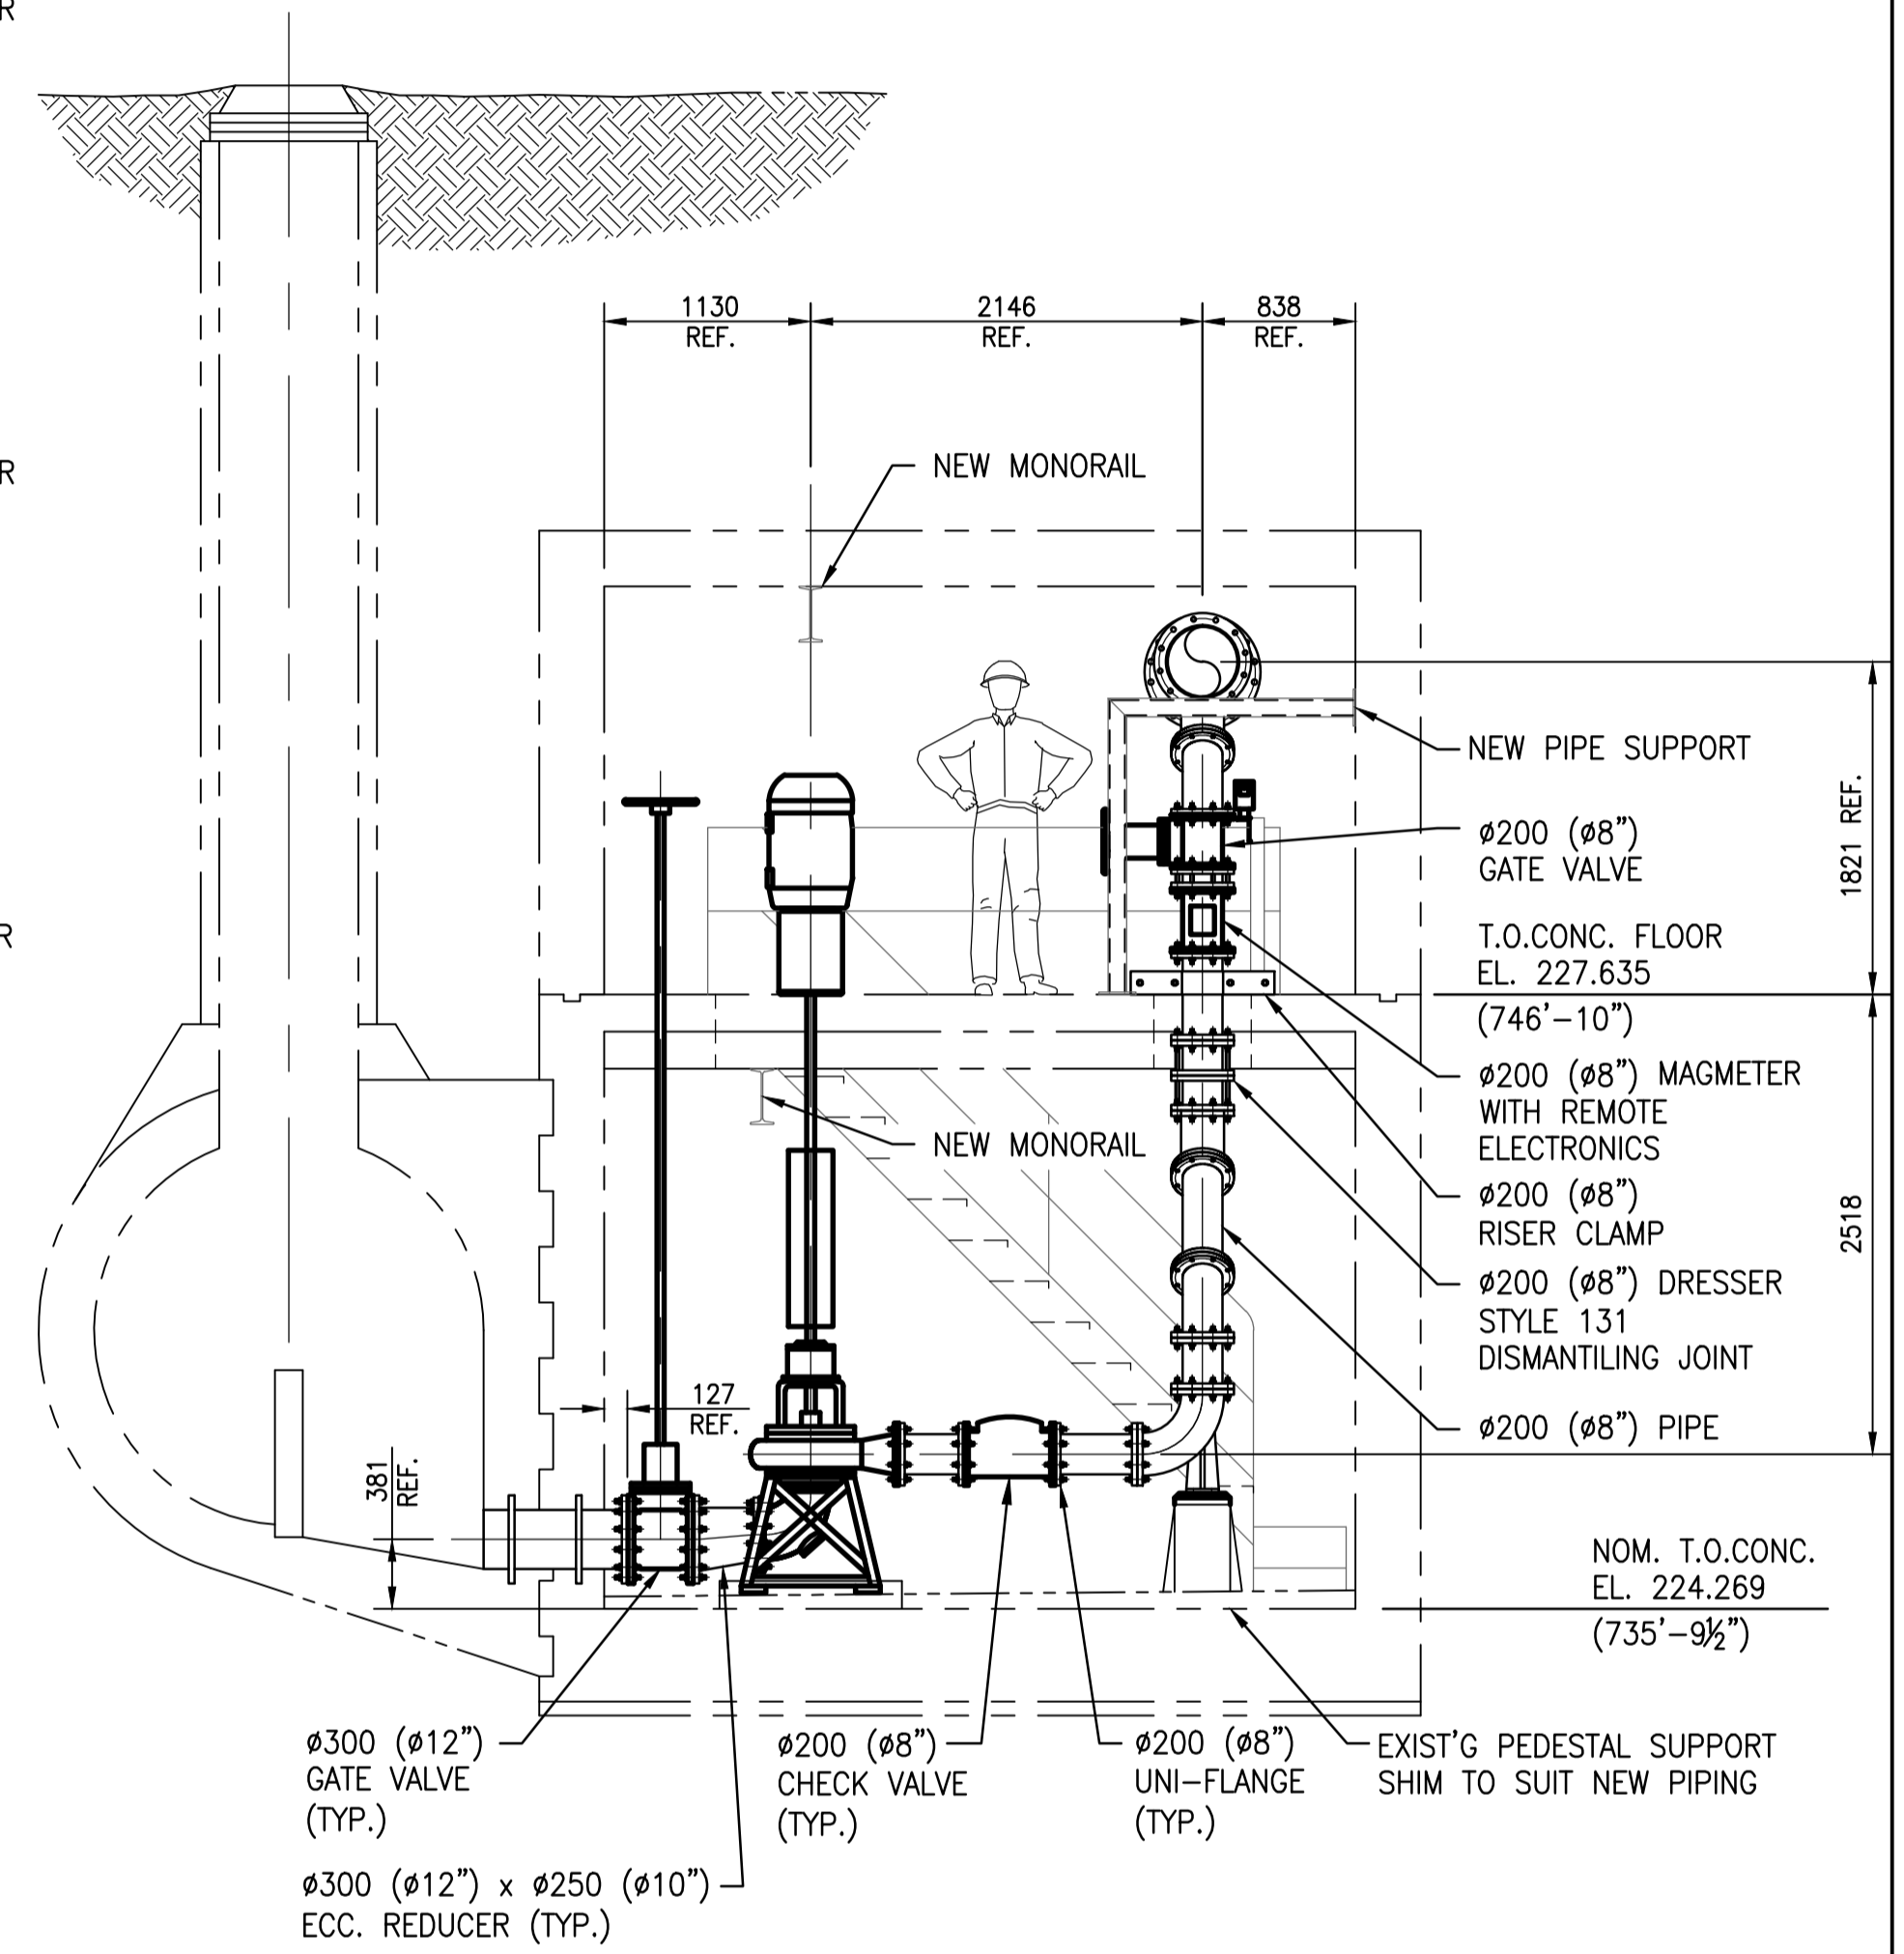 R
R
R
1130
REF.
2146
REF.
838
REF.
NEW MONORAIL
NEW PIPE SUPPORT
ø200 (ø8")
GATE VALVE
1821 REF.
T.O.CONC. FLOOR
EL. 227.635
(746'-10")
ø200 (ø8") MAGMETER
WITH REMOTE
ELECTRONICS
NEW MONORAIL
ø200 (ø8")
RISER CLAMP
2518
ø200 (ø8") DRESSER
STYLE 131
DISMANTILING JOINT
127
REF.
ø200 (ø8") PIPE
381
REF.
NOM. T.O.CONC.
EL. 224.269
(735'-9½")
ø300 (ø12")
GATE VALVE
(TYP.)
ø200 (ø8")
CHECK VALVE
(TYP.)
ø200 (ø8")
UNI-FLANGE
(TYP.)
EXIST'G PEDESTAL SUPPORT
SHIM TO SUIT NEW PIPING
ø300 (ø12") x ø250 (ø10")
ECC. REDUCER (TYP.)